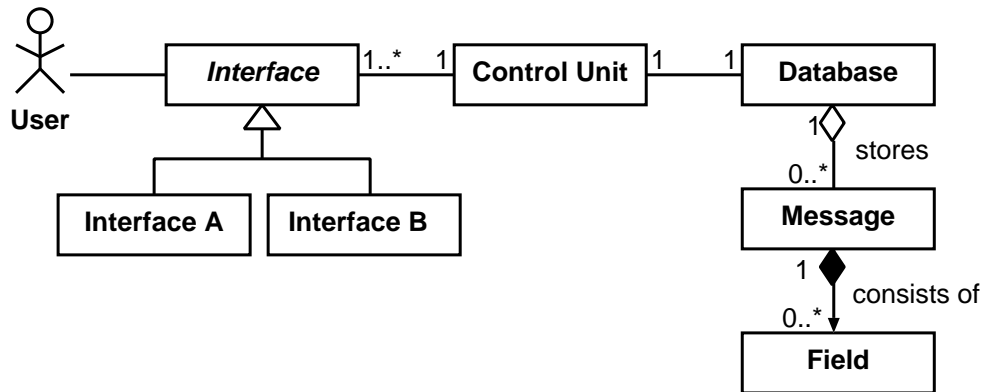 Interface
1..*
1
Control Unit
1
1
Database
User
1
stores
0..*
Interface A
Interface B
Message
1
consists of
0..*
Field